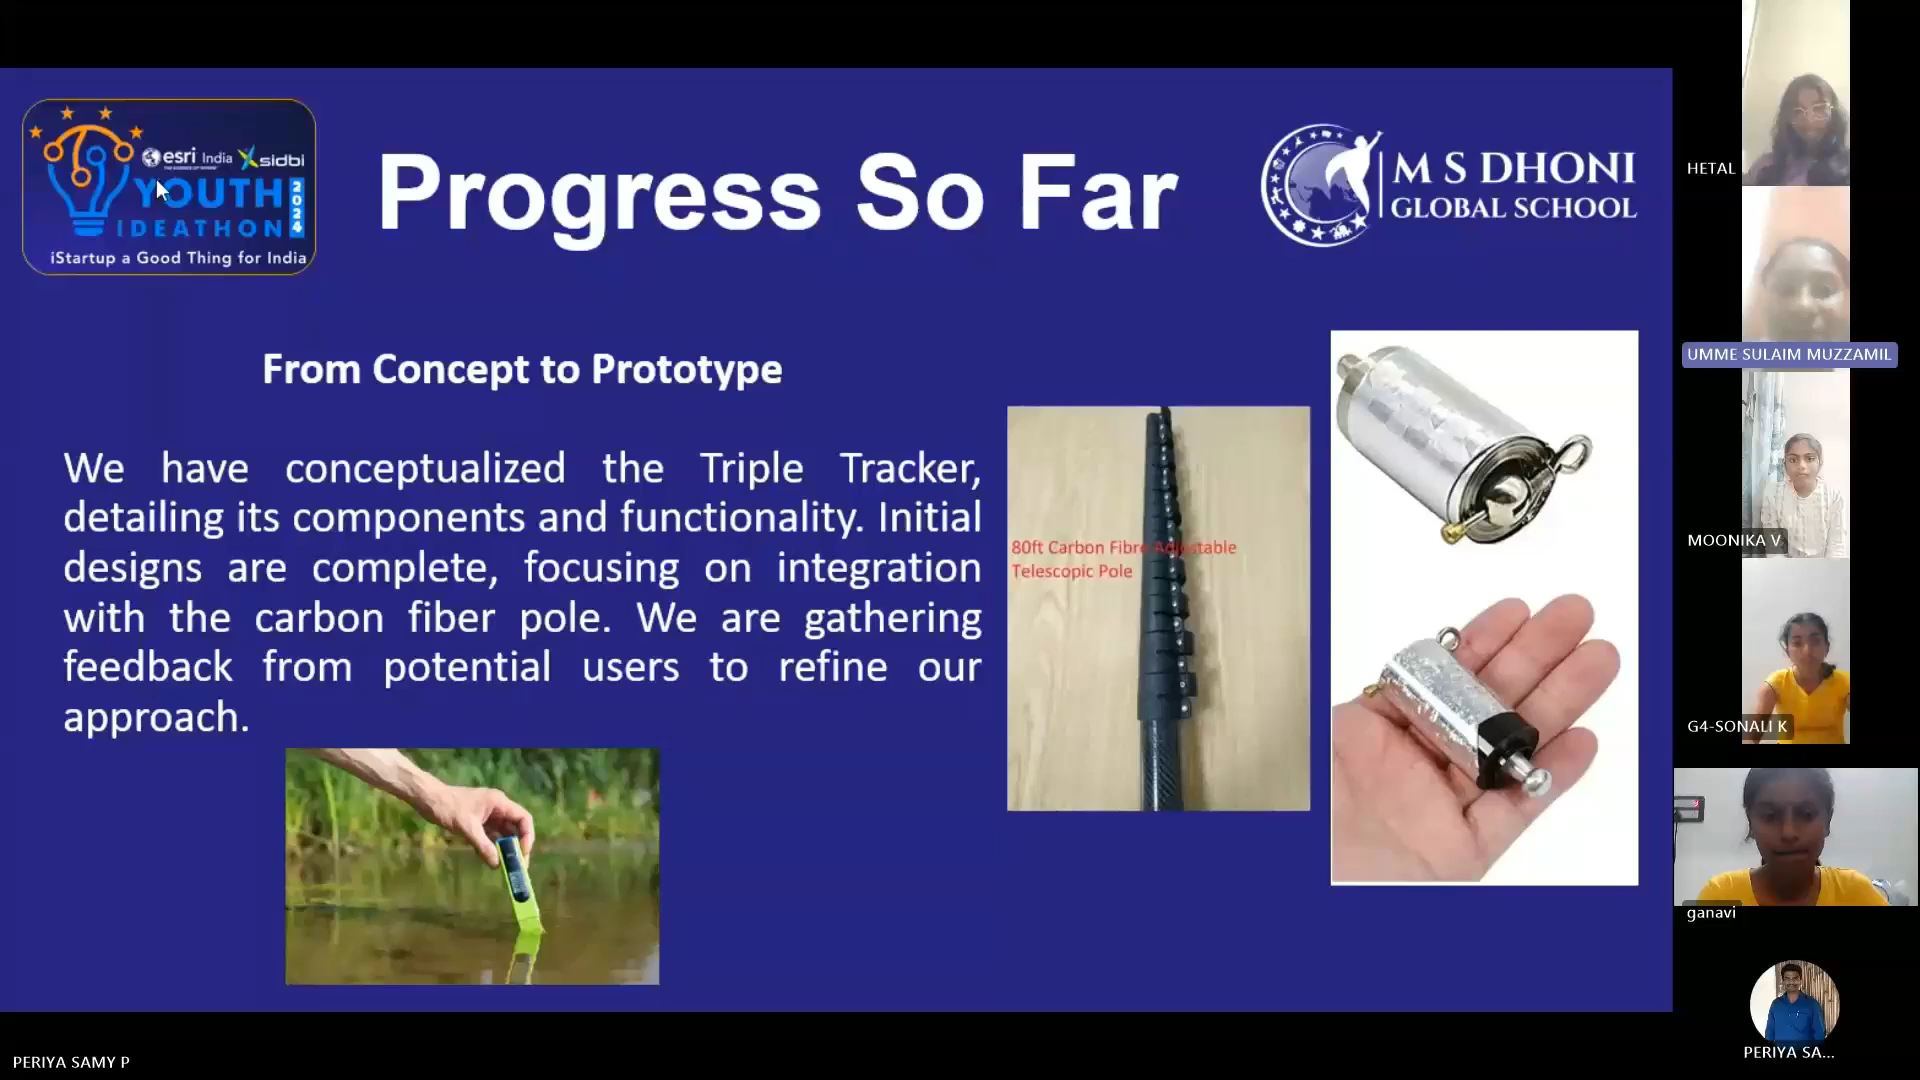 esri India sidbi
YOUTH
IDEATHON
2024
iStartup a Good Thing for India
Progress So Far
M S DHONI
GLOBAL SCHOOL
From Concept to Prototype
We have conceptualized the Triple Tracker,
detailing its components and functionality. Initial
designs are complete, focusing on integration
with the carbon fiber pole. We are gathering
feedback from potential users to refine our
approach.
80ft Carbon Fibre Adjustable
Telescopic Pole
HETAL
UMME SULAIM MUZZAMIL
MOONIKA V
G4-SONALI K
ganavi
PERIYA SA...
PERIYA SAMY P